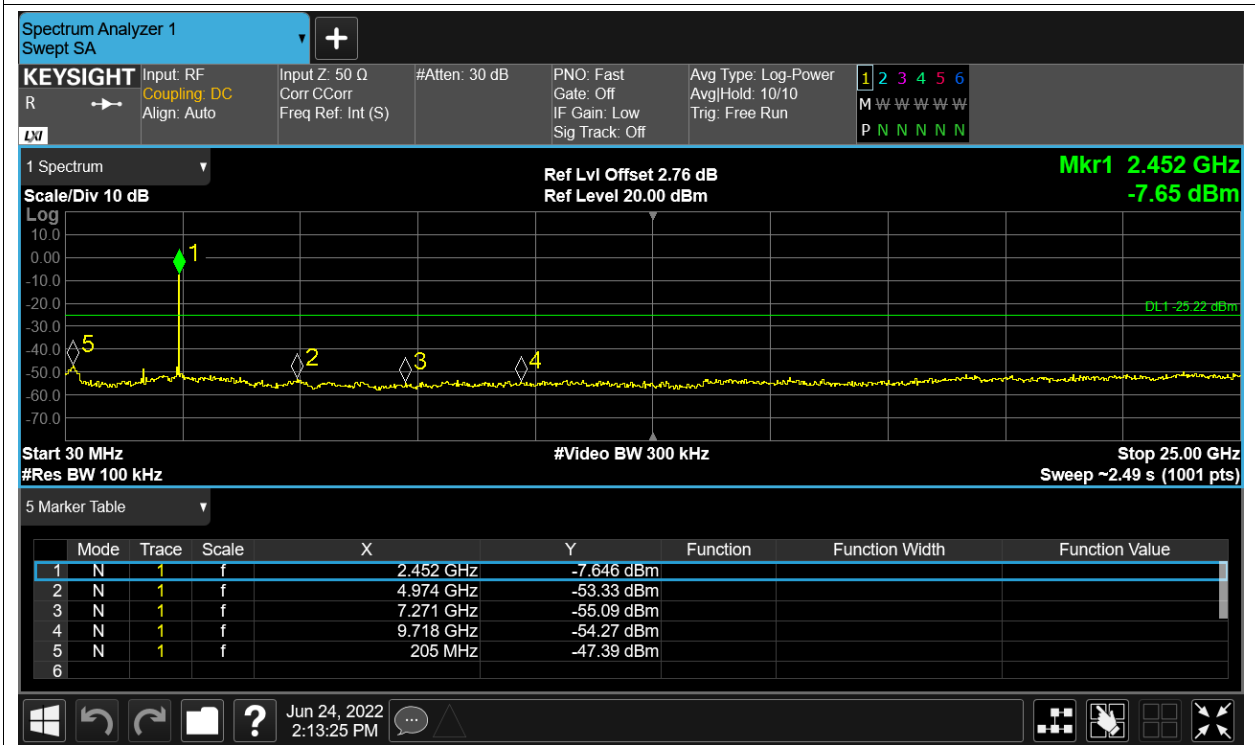 Spectrum Analyzer 1
Swept SA
+
KEYSIGHT Input: RF Input Z: 50 Ω #Atten: 30 dB PNO: Fast Avg Type: Log-Power 1 2 3 4 5 6
R Coupling: DC Corr CCorr Gate: Off Avg|Hold: 10/10 M W W W W W W
Align: Auto Freq Ref: Int (S) IF Gain: Low Trig: Free Run
LXI Sig Track: Off P N N N N N N
1 Spectrum Ref Lvl Offset 2.76 dB Mkr1 2.452 GHz
Scale/Div 10 dB Ref Level 20.00 dBm -7.65 dBm
Log
10.0
0.00 1
-10.0
-20.0 DL1 -25.22 dBm
-30.0
-40.0 5 2 3 4
-50.0
-60.0
-70.0
Start 30 MHz #Video BW 300 kHz Stop 25.00 GHz
#Res BW 100 kHz Sweep ~2.49 s (1001 pts)
5 Marker Table
Mode Trace Scale X Y Function Function Width Function Value
1 N 1 f 2.452 GHz -7.646 dBm
2 N 1 f 4.974 GHz -53.33 dBm
3 N 1 f 7.271 GHz -55.09 dBm
4 N 1 f 9.718 GHz -54.27 dBm
5 N 1 f 205 MHz -47.39 dBm
6
? Jun 24, 2022
2:13:25 PM